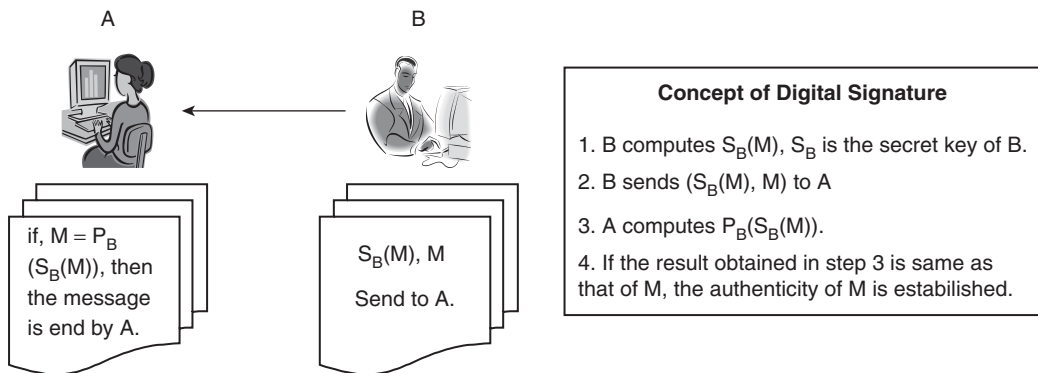 A
B
if, M = P_B
(S_B(M)), then
the message
is end by A.
S_B(M), M
Send to A.
Concept of Digital Signature
1. B computes S_B(M), S_B is the secret key of B.
2. B sends (S_B(M), M) to A
3. A computes P_B(S_B(M)).
4. If the result obtained in step 3 is same as
that of M, the authenticity of M is estabilished.